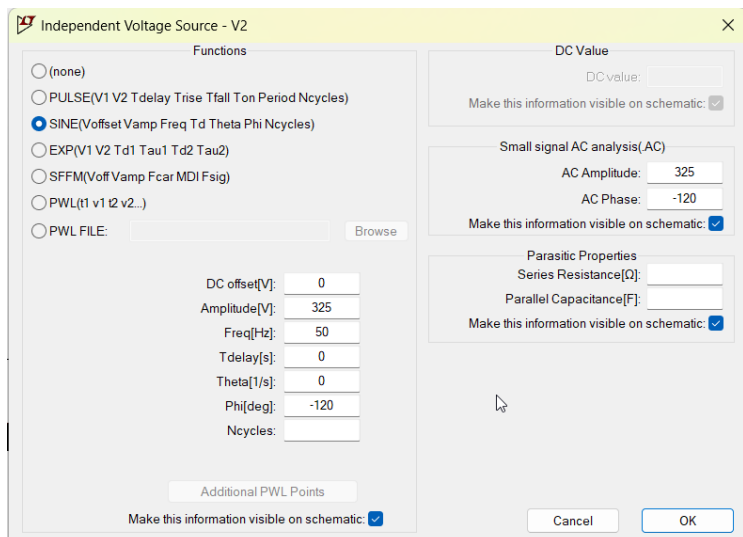 Independent Voltage Source - V2
Functions
(none)
PULSE(V1 V2 Tdelay Trise Tfall Ton Period Ncycles)
SINE(Voffset Vamp Freq Td Theta Phi Ncycles)
EXP(V1 V2 Td1 Tau1 Td2 Tau2)
SFFM(Voff Vamp Fcar MDI Fsig)
PWL(t1 v1 t2 v2...)
PWL FILE: Browse
DC offset[V]: 0
Amplitude[V]: 325
Freq[Hz]: 50
Tdelay[s]: 0
Theta[1/s]: 0
Phi[deg]: -120
Ncycles:
Additional PWL Points
Make this information visible on schematic:
DC Value
DC value:
Make this information visible on schematic:
Small signal AC analysis(.AC)
AC Amplitude: 325
AC Phase: -120
Make this information visible on schematic:
Parasitic Properties
Series Resistance[Ω]:
Parallel Capacitance[F]:
Make this information visible on schematic:
Cancel OK